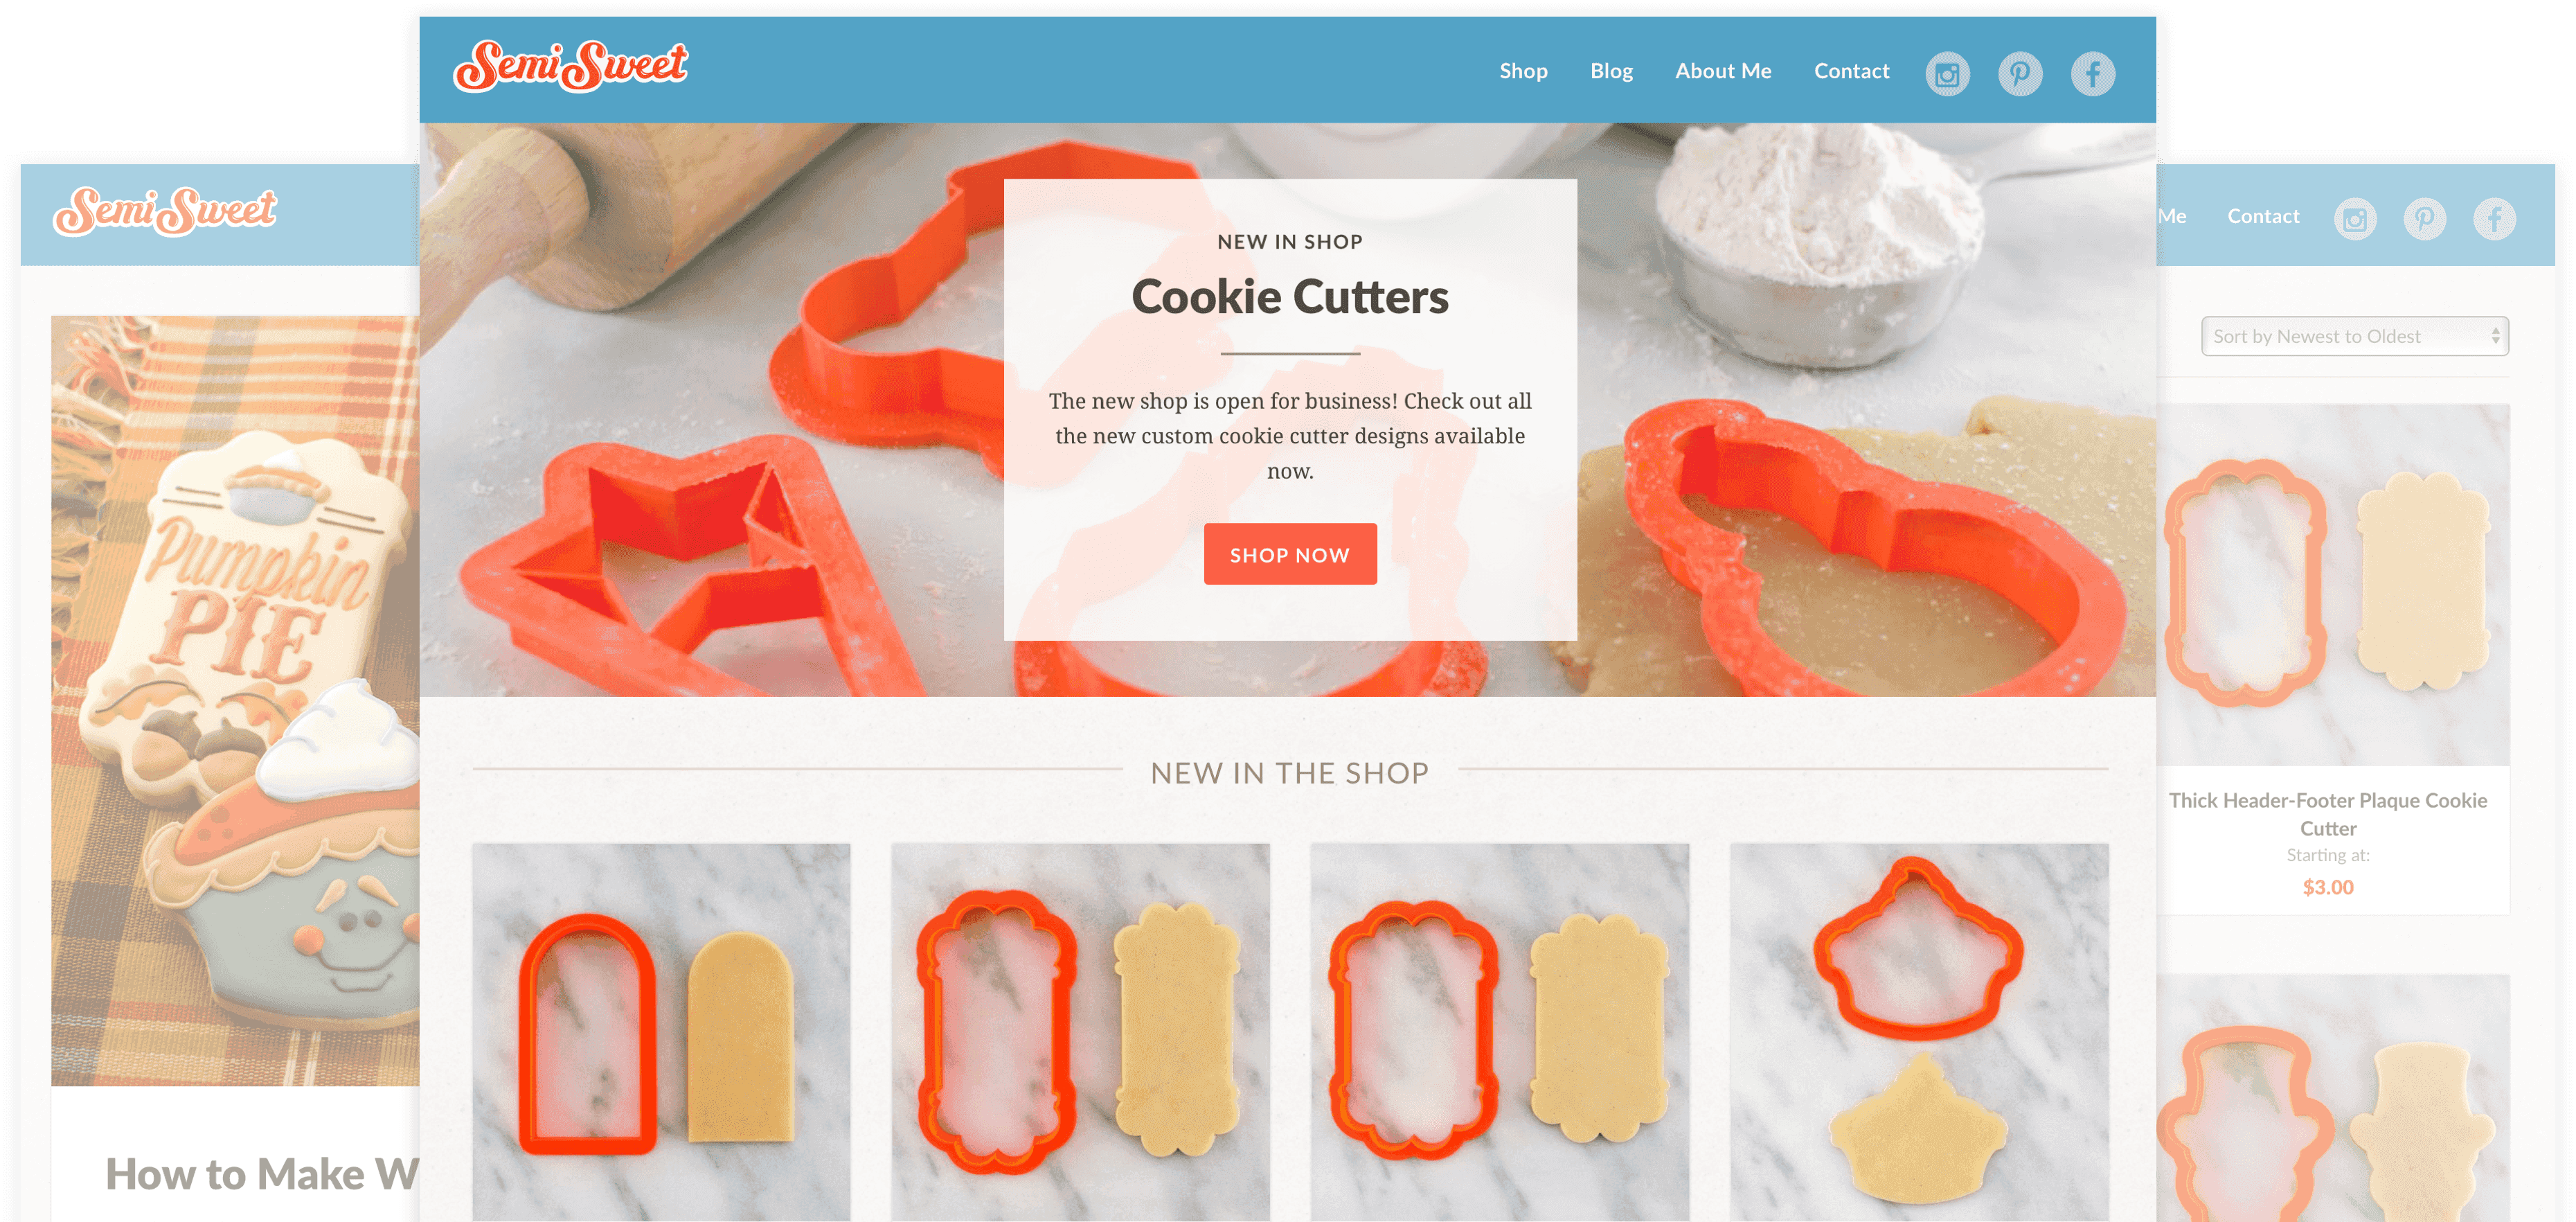 Semi Sweet
Shop Blog About Me Contact
NEW IN SHOP
Cookie Cutters
The new shop is open for business! Check out all
the new custom cookie cutter designs available
now.
SHOP NOW
NEW IN THE SHOP
Semi Sweet
Pumpkin
PIE
How to Make W
Me Contact
Sort by Newest to Oldest
Thick Header-Footer Plaque Cookie
Cutter
Starting at:
$3.00